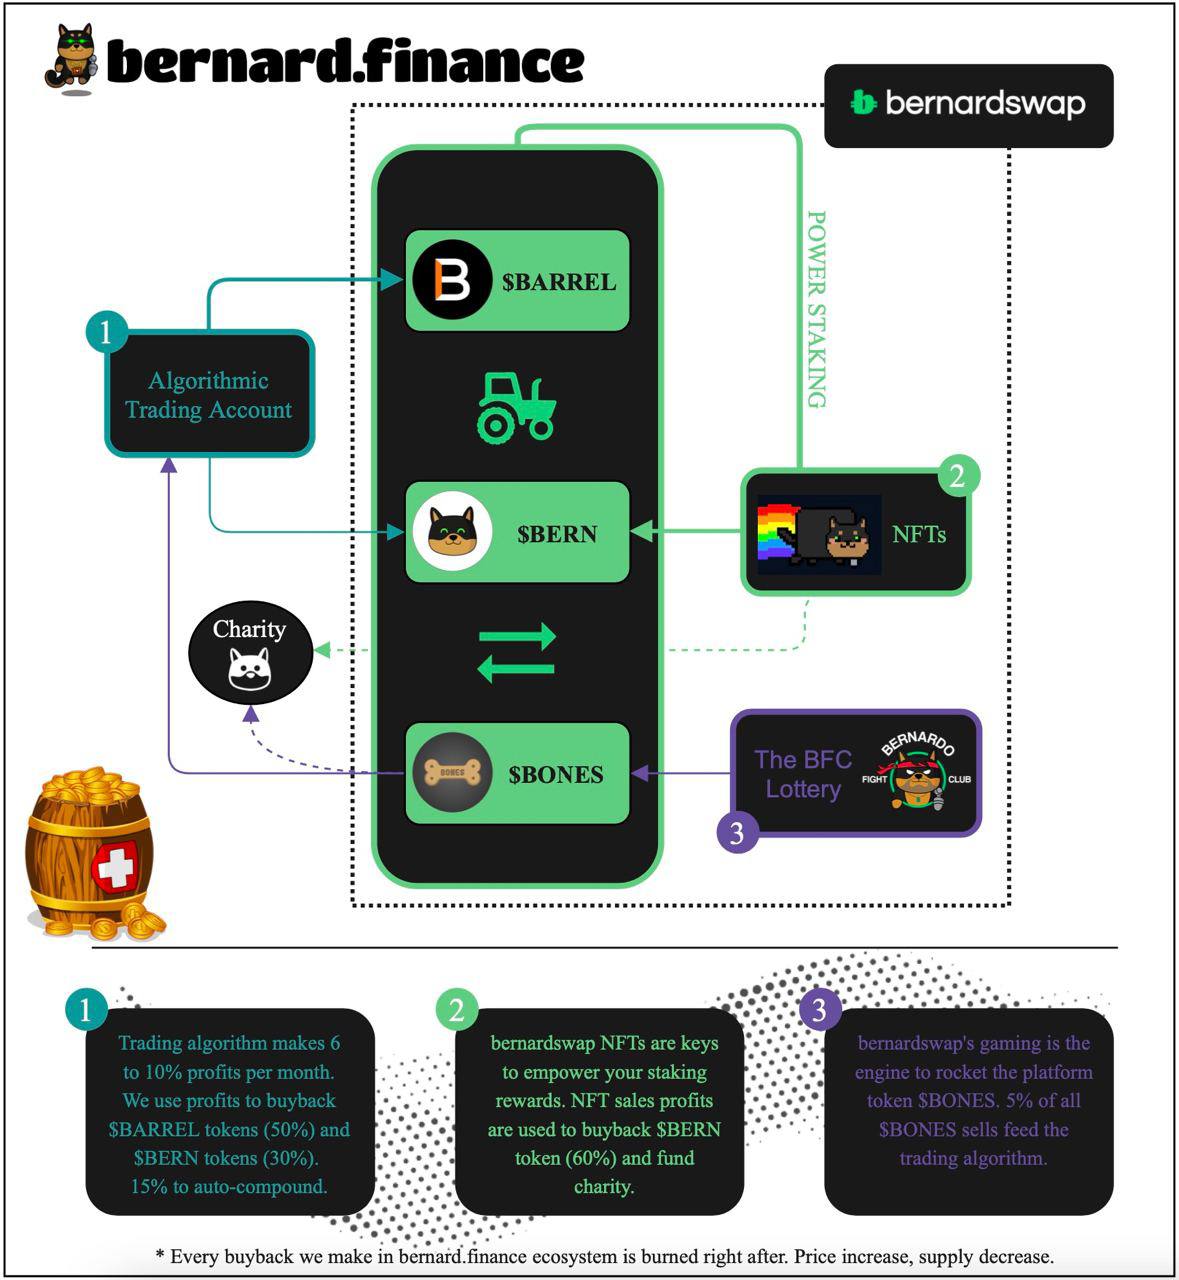 bernard.finance
bernardswap
$BARREL
POWER STAKING
1
Algorithmic
Trading Account
2
$BERN
NFTs
Charity
BONES
$BONES
The BFC
Lottery
BERNARDO
FIGHT CLUB
3
1
Trading algorithm makes 6
to 10% profits per month.
We use profits to buyback
$BARREL tokens (50%) and
$BERN tokens (30%).
15% to auto-compound.
2
bernardswap NFTs are keys
to empower your staking
rewards. NFT sales profits
are used to buyback $BERN
token (60%) and fund
charity.
3
bernardswap's gaming is the
engine to rocket the platform
token $BONES. 5% of all
$BONES sells feed the
trading algorithm.
* Every buyback we make in bernard.finance ecosystem is burned right after. Price increase, supply decrease.